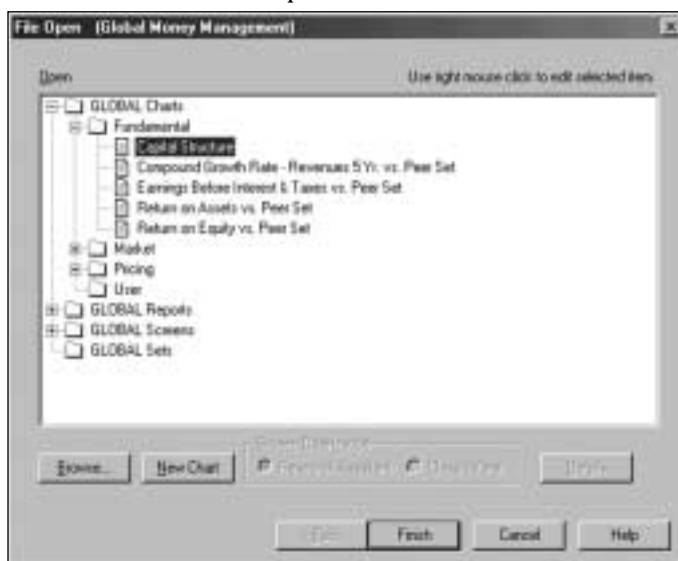 File Open (Global Money Management)
Open Use right mouse click to edit selected item
GLOBAL Charts
Fundamental
Capital Structure
Compound Growth Rate - Revenues 5 Yr. vs. Peer Set
Earnings Before Interest & Taxes vs. Peer Set
Return on Assets vs. Peer Set
Return on Equity vs. Peer Set
Market
Pricing
User
GLOBAL Reports
GLOBAL Screens
GLOBAL Sets
Browse... New Chart
Finish Cancel Help